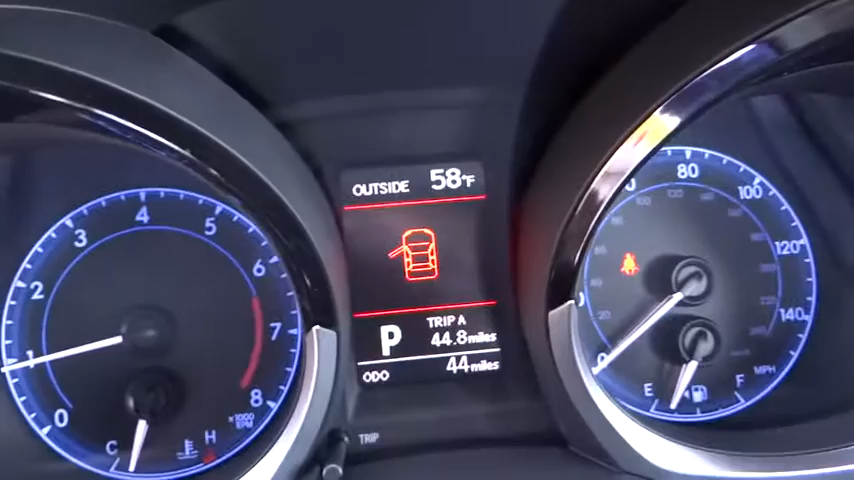 OUTSIDE 58°F
TRIP A
44.8 miles
P
ODO 44 miles
TRIP
0
1
2
3
4
5
6
7
8
x1000
RPM
C H
0
80
100
120
140
MPH
E F